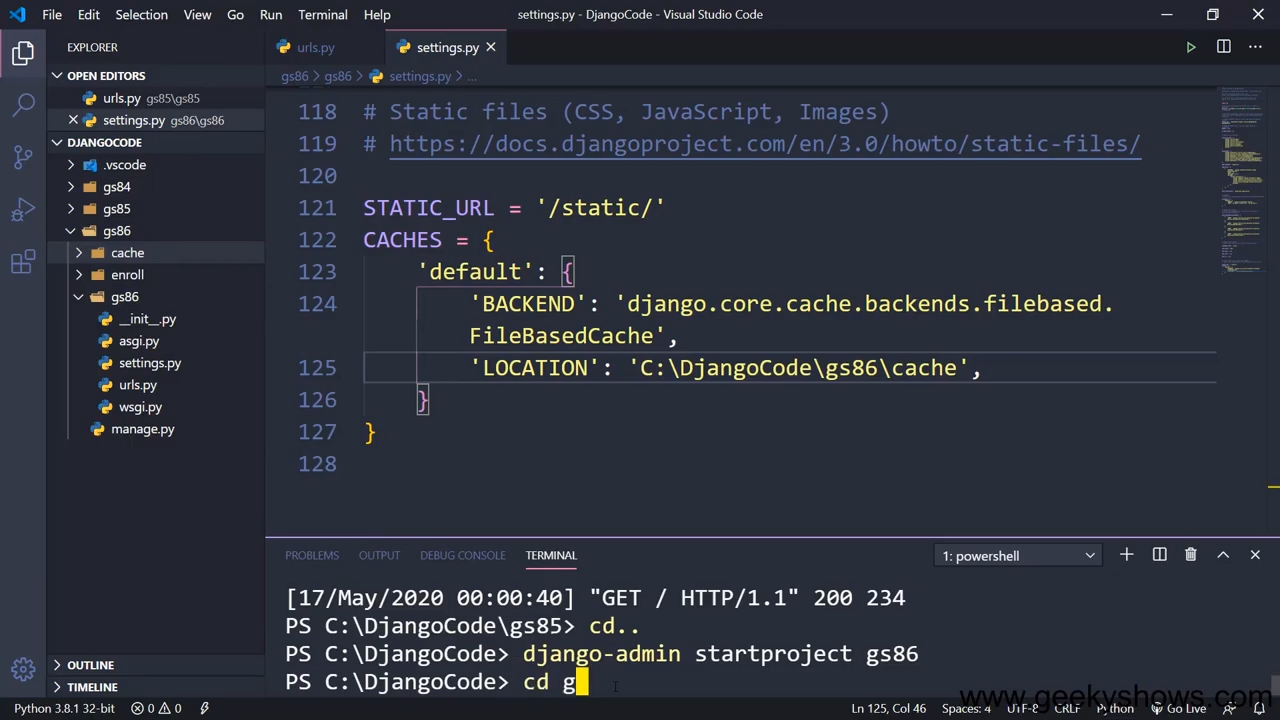 File Edit Selection View Go Run Terminal Help
settings.py - DjangoCode - Visual Studio Code
EXPLORER
OPEN EDITORS
urls.py gs85\gs85
settings.py gs86\gs86
DJANGOCODE
.vscode
gs84
gs85
gs86
cache
enroll
gs86
__init__.py
asgi.py
settings.py
urls.py
wsgi.py
manage.py
OUTLINE
TIMELINE
urls.py settings.py
gs86 > gs86 > settings.py > ...
118 # Static files (CSS, JavaScript, Images)
119 # https://docs.djangoproject.com/en/3.0/howto/static-files/
120
121 STATIC_URL = '/static/'
122 CACHES = {
123 'default': {
124 'BACKEND': 'django.core.cache.backends.filebased.
FileBasedCache',
125 'LOCATION': 'C:\DjangoCode\gs86\cache',
126 }
127 }
128
PROBLEMS OUTPUT DEBUG CONSOLE TERMINAL 1: powershell
[17/May/2020 00:00:40] "GET / HTTP/1.1" 200 234
PS C:\DjangoCode\gs85> cd..
PS C:\DjangoCode> django-admin startproject gs86
PS C:\DjangoCode> cd g
www.geekyshows.com
Python 3.8.1 32-bit 0 0 Ln 125, Col 46 Spaces: 4 UTF-8 CRLF Python Go Live